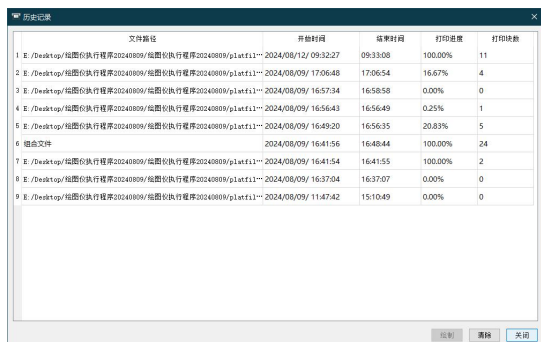 历史记录
文件路径 开始时间 结束时间 打印进度 打印块数
1 E:/Desktop/绘图仪执行程序20240809/绘图仪执行程序20240809/platfil… 2024/08/12/ 09:32:27 09:33:08 100.00% 11
2 E:/Desktop/绘图仪执行程序20240809/绘图仪执行程序20240809/platfil… 2024/08/09/ 17:06:48 17:06:54 16.67% 4
3 E:/Desktop/绘图仪执行程序20240809/绘图仪执行程序20240809/platfil… 2024/08/09/ 16:57:34 16:58:58 0.00% 0
4 E:/Desktop/绘图仪执行程序20240809/绘图仪执行程序20240809/platfil… 2024/08/09/ 16:56:43 16:56:49 0.25% 1
5 E:/Desktop/绘图仪执行程序20240809/绘图仪执行程序20240809/platfil… 2024/08/09/ 16:49:20 16:56:35 20.83% 5
6 组合文件 2024/08/09/ 16:41:56 16:48:44 100.00% 24
7 E:/Desktop/绘图仪执行程序20240809/绘图仪执行程序20240809/platfil… 2024/08/09/ 16:41:54 16:41:55 100.00% 2
8 E:/Desktop/绘图仪执行程序20240809/绘图仪执行程序20240809/platfil… 2024/08/09/ 16:37:04 16:37:07 0.00% 0
9 E:/Desktop/绘图仪执行程序20240809/绘图仪执行程序20240809/platfil… 2024/08/09/ 11:47:42 15:10:49 0.00% 0
绘制 清除 关闭